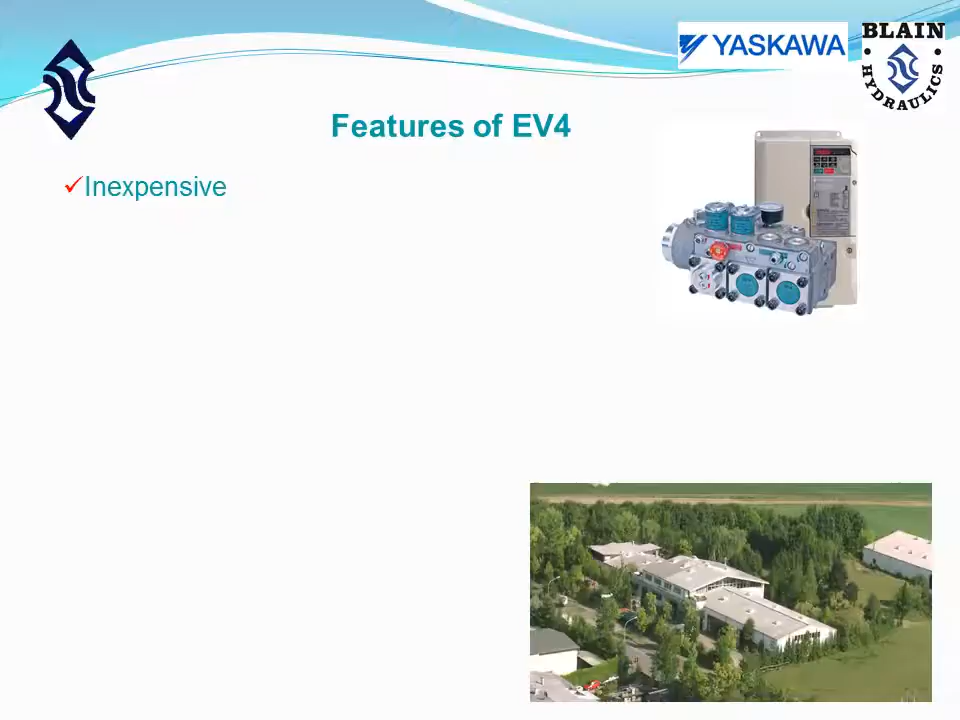 YASKAWA
BLAIN
HYDRAULICS
Features of EV4
Inexpensive